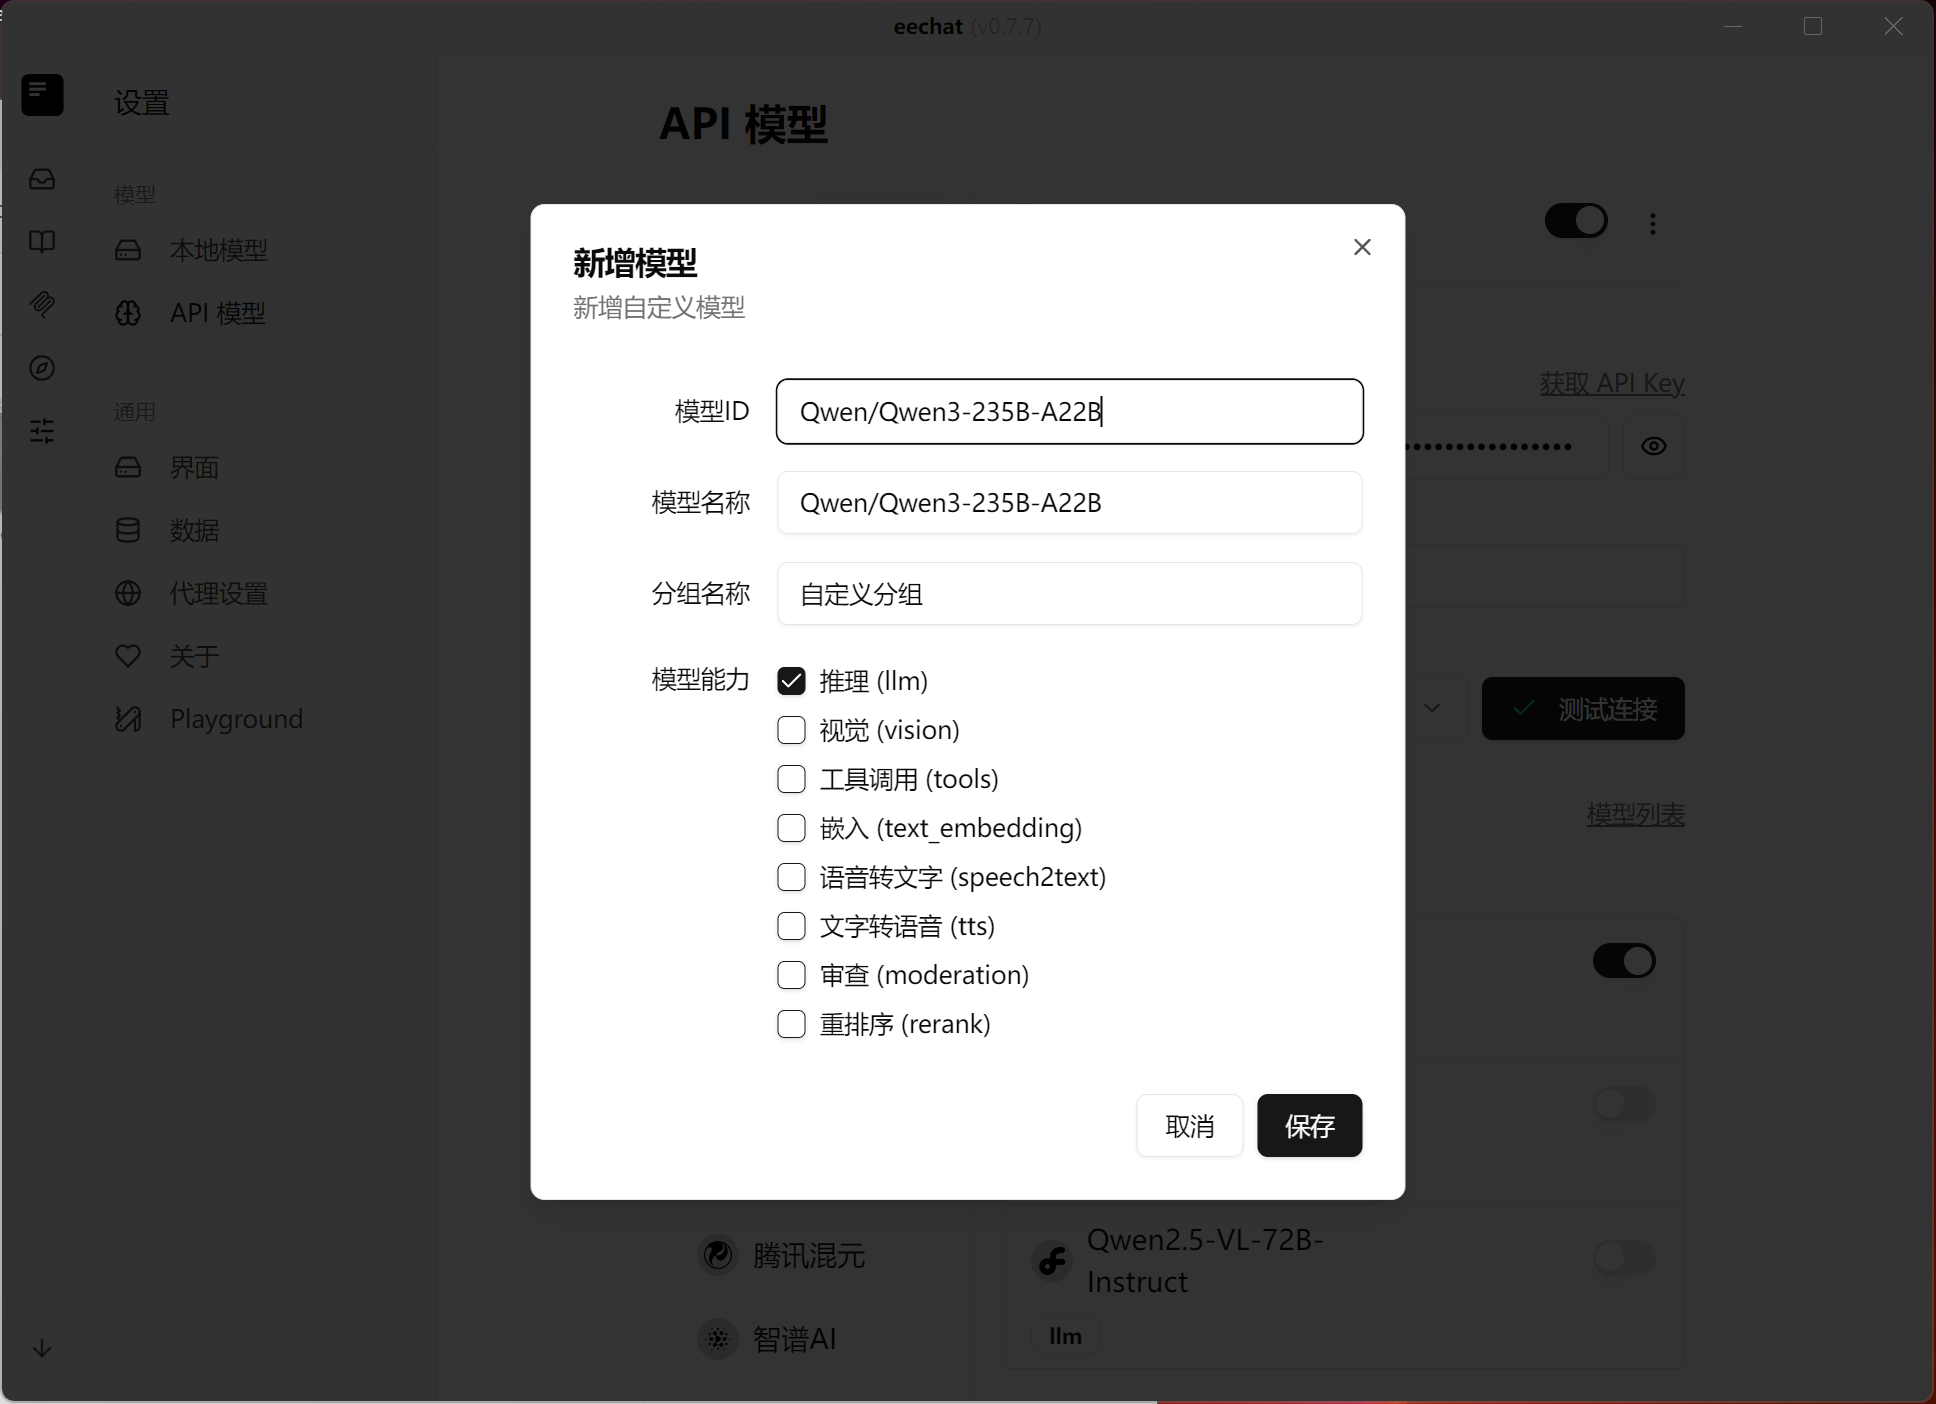 eechat (v0.7.7)
设置
模型
本地模型
API 模型
通用
界面
数据
代理设置
关于
Playground
API 模型
获取 API Key
测试连接
模型列表
新增模型
新增自定义模型
模型ID
Qwen/Qwen3-235B-A22B
模型名称
Qwen/Qwen3-235B-A22B
分组名称
自定义分组
模型能力
推理 (llm)
视觉 (vision)
工具调用 (tools)
嵌入 (text_embedding)
语音转文字 (speech2text)
文字转语音 (tts)
审查 (moderation)
重排序 (rerank)
取消
保存
腾讯混元
智谱AI
Qwen2.5-VL-72B-
Instruct
llm